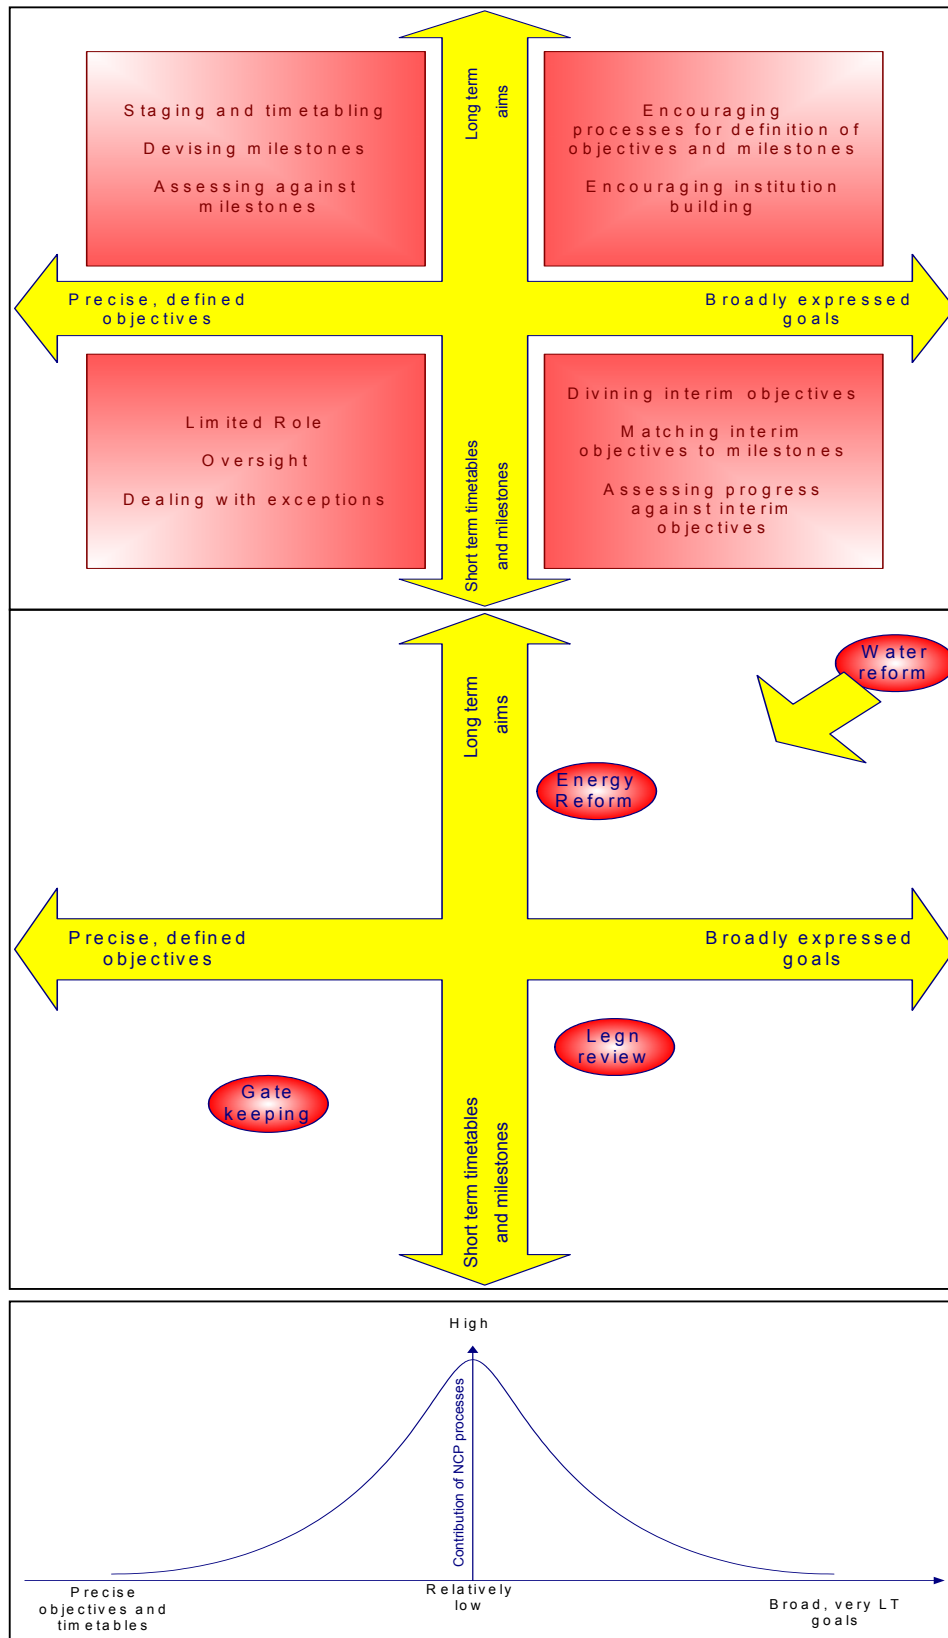 Long term
aims
Staging and timetabling
Devising milestones
Assessing against
milestones
Encouraging
processes for definition of
objectives and milestones
Encouraging institution
building
Precise, defined
objectives
Broadly expressed
goals
Limited Role
Oversight
Dealing with exceptions
Short term timetables
and milestones
Divining interim objectives
Matching interim
objectives to milestones
Assessing progress
against interim
objectives
Long term
aims
Water
reform
Energy
Reform
Precise, defined
objectives
Broadly expressed
goals
Legn
review
Gate
keeping
Short term timetables
and milestones
High
Contribution of NCP processes
Precise
objectives and
timetables
Relatively
low
Broad, very LT
goals